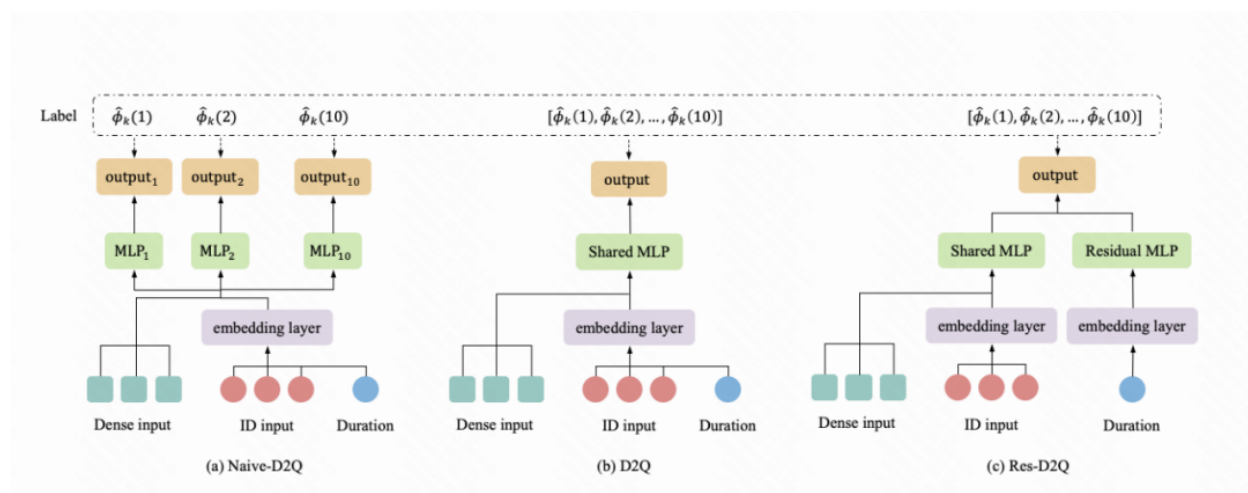 Label
φ̂ₖ(1) φ̂ₖ(2) φ̂ₖ(10) [φ̂ₖ(1), φ̂ₖ(2), ..., φ̂ₖ(10)] [φ̂ₖ(1), φ̂ₖ(2), ..., φ̂ₖ(10)]
output₁ output₂ output₁₀ output output
MLP₁ MLP₂ MLP₁₀ Shared MLP Shared MLP Residual MLP
embedding layer embedding layer embedding layer embedding layer
Dense input ID input Duration Dense input ID input Duration Dense input ID input Duration
(a) Naive-D2Q (b) D2Q (c) Res-D2Q